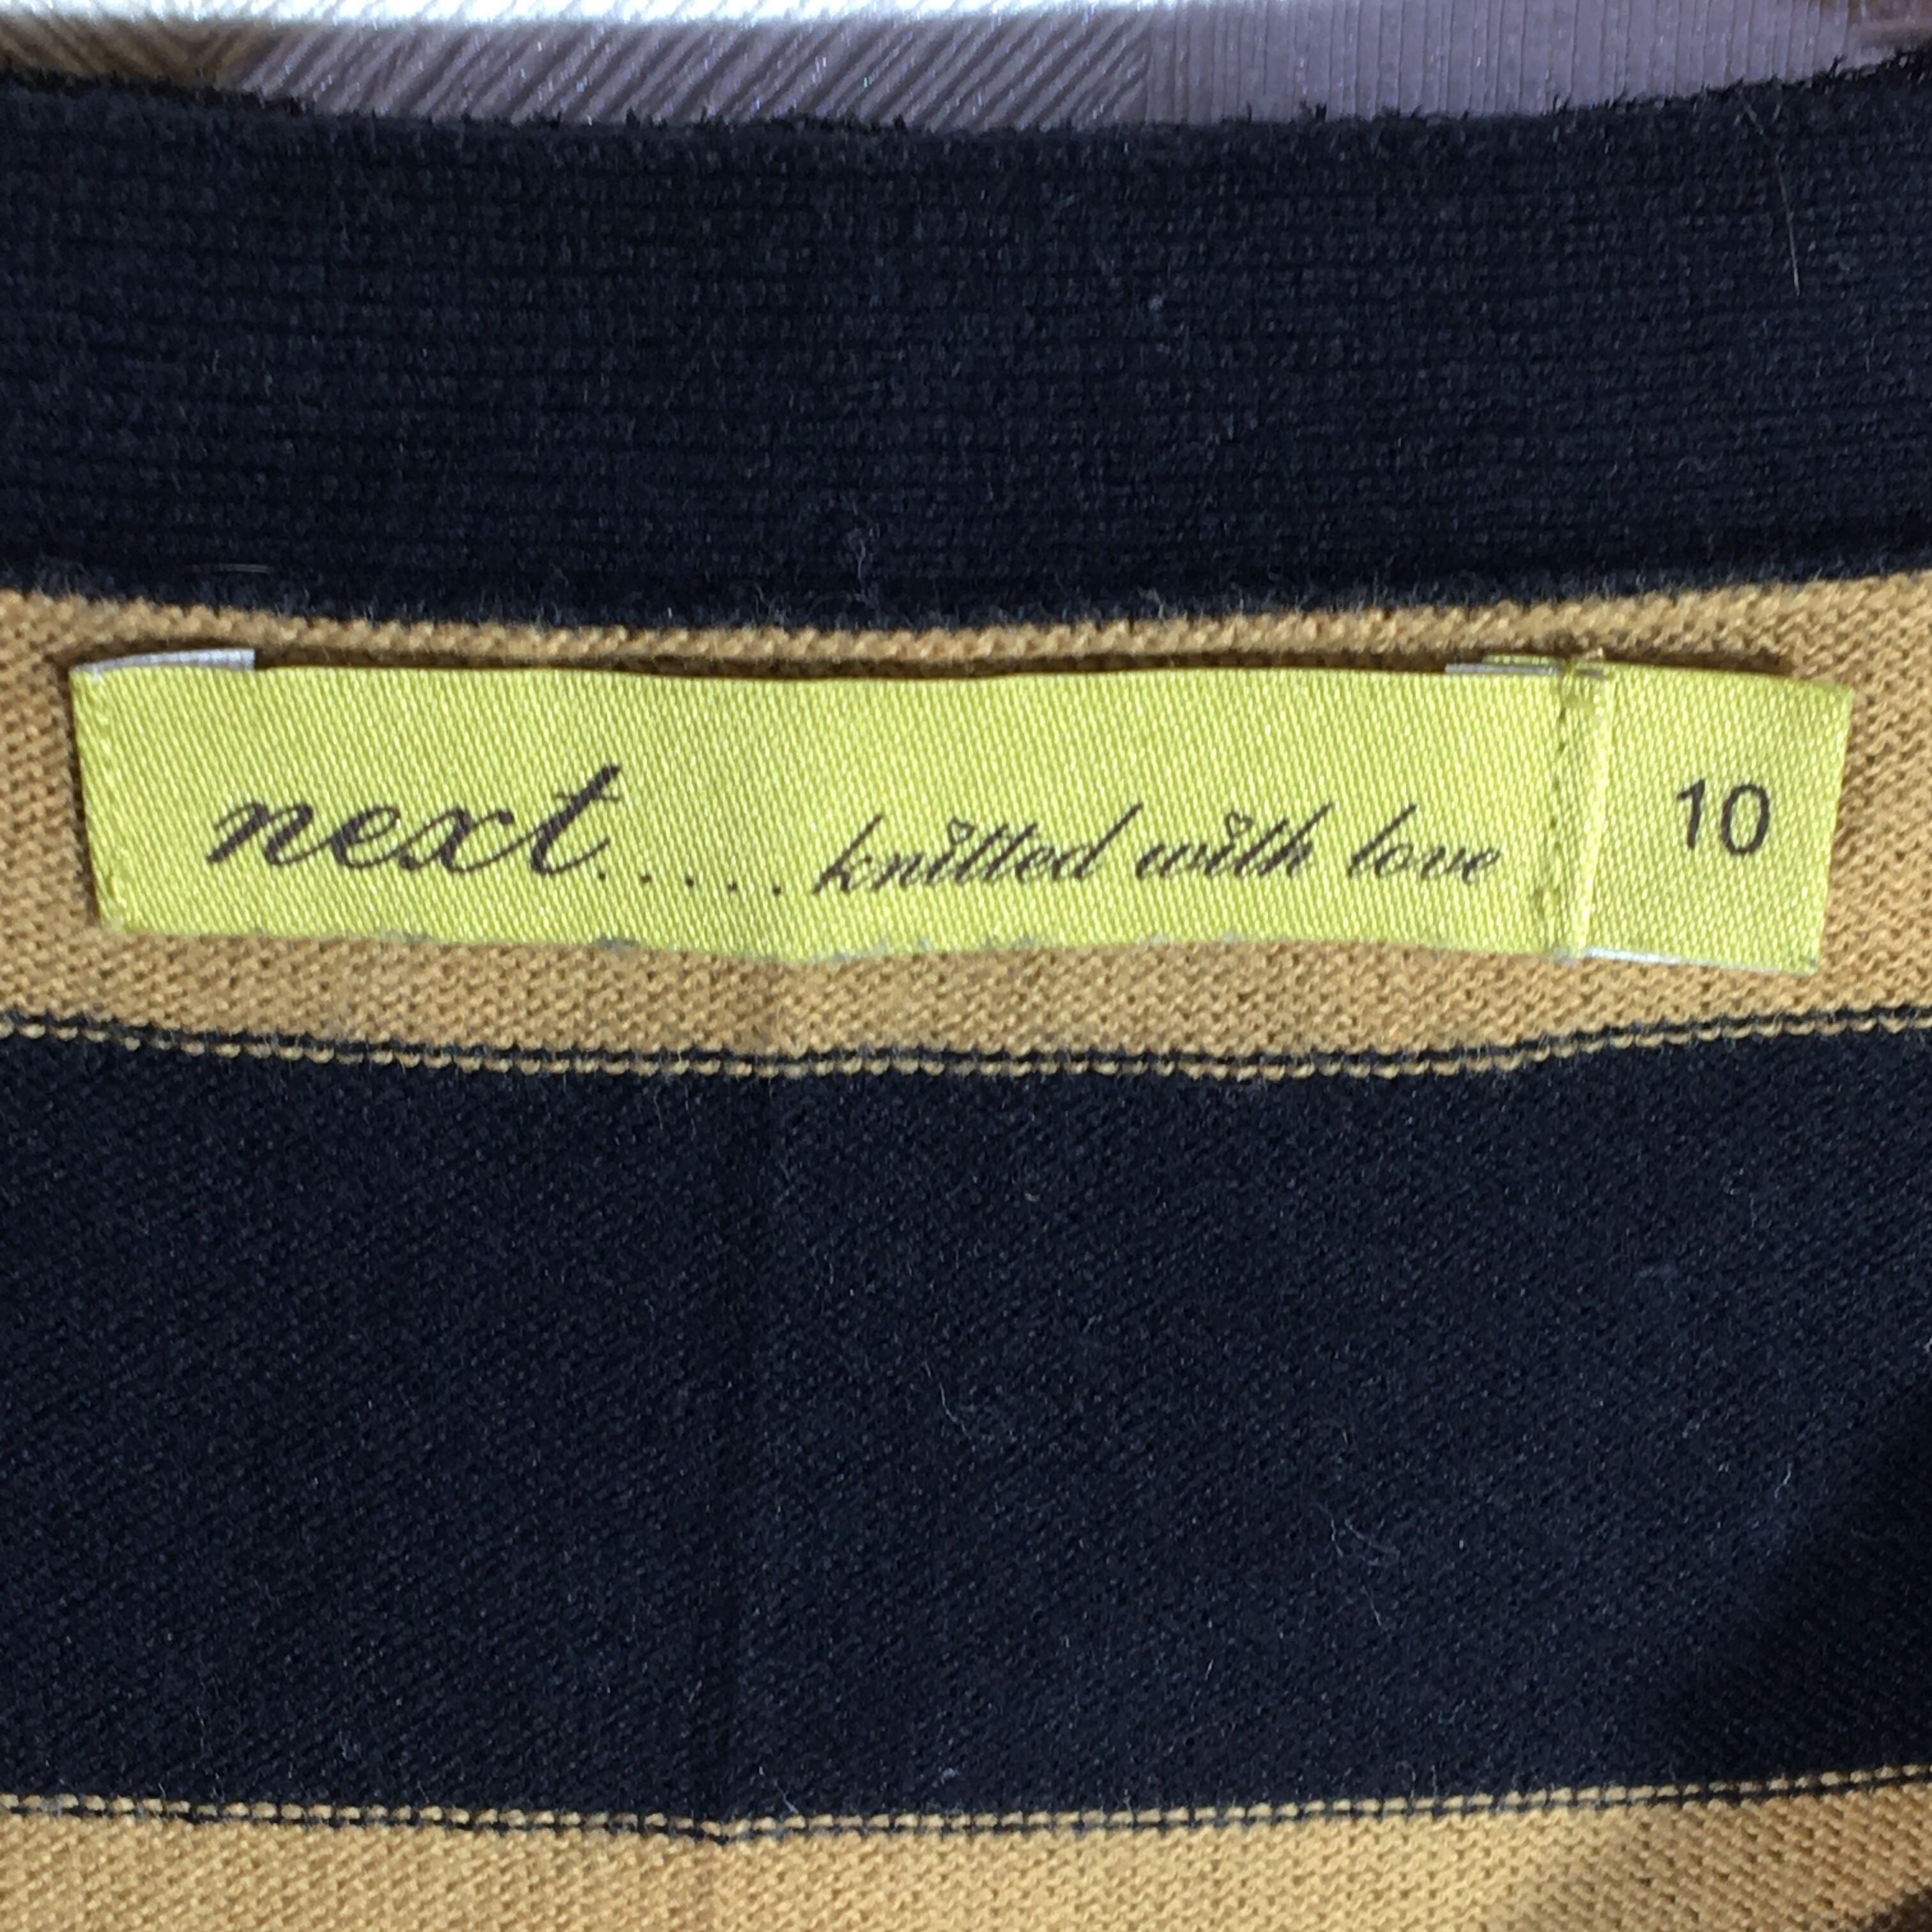 next..... knitted with love
10